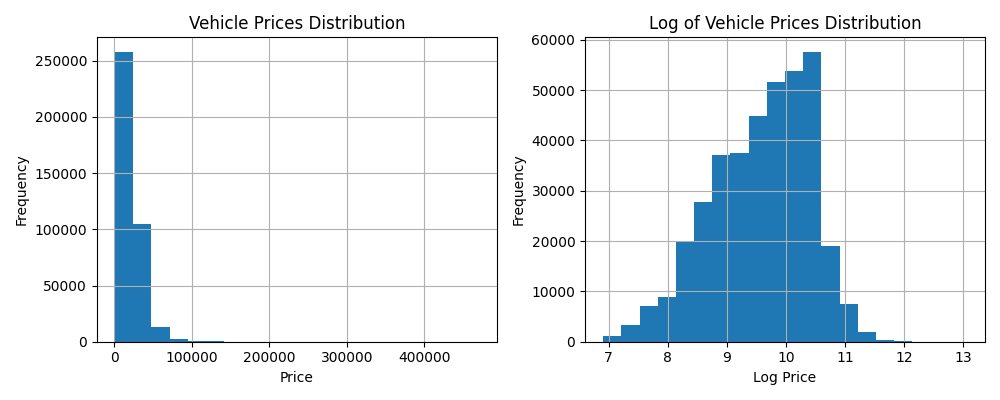 Vehicle Prices Distribution
250000
200000
150000
100000
50000
0
Frequency
0 100000 200000 300000 400000
Price
Log of Vehicle Prices Distribution
60000
50000
40000
30000
20000
10000
0
Frequency
7 8 9 10 11 12 13
Log Price